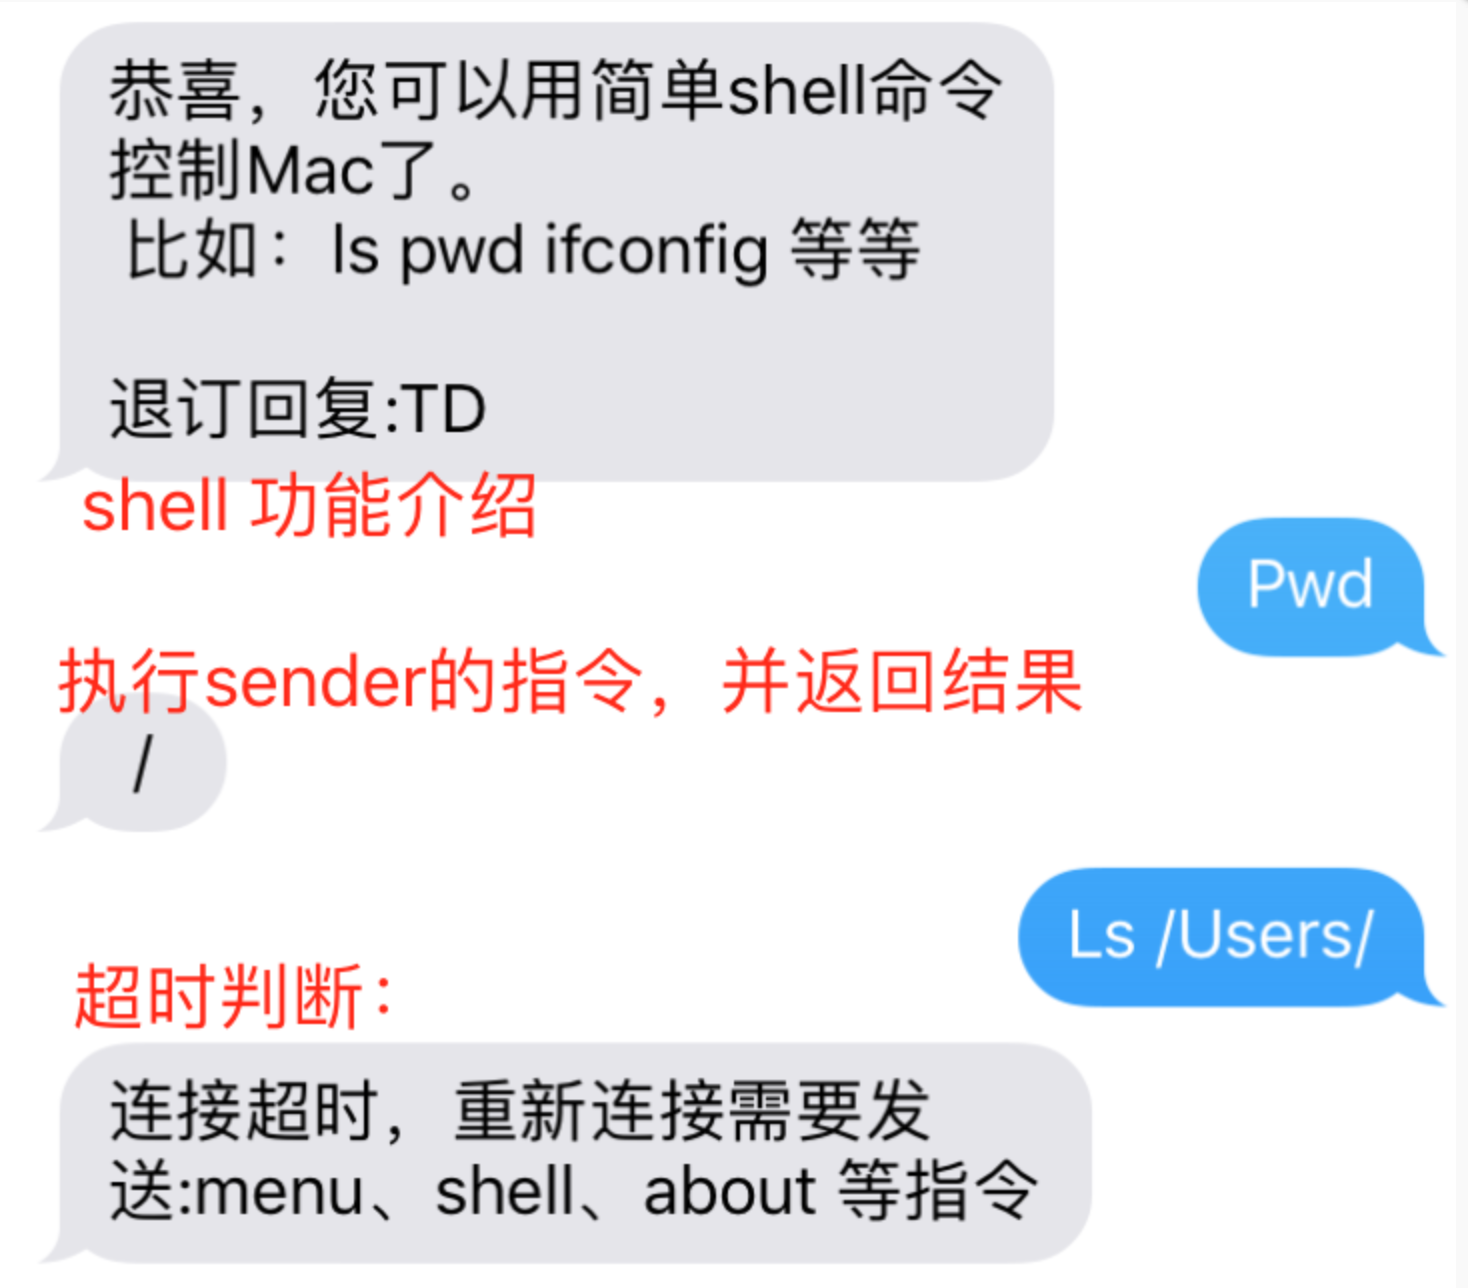 恭喜，您可以用简单shell命令
控制Mac了。
比如：ls pwd ifconfig 等等
退订回复:TD
shell 功能介绍
Pwd
执行sender的指令，并返回结果
/
Ls /Users/
超时判断：
连接超时，重新连接需要发
送:menu、shell、about 等指令